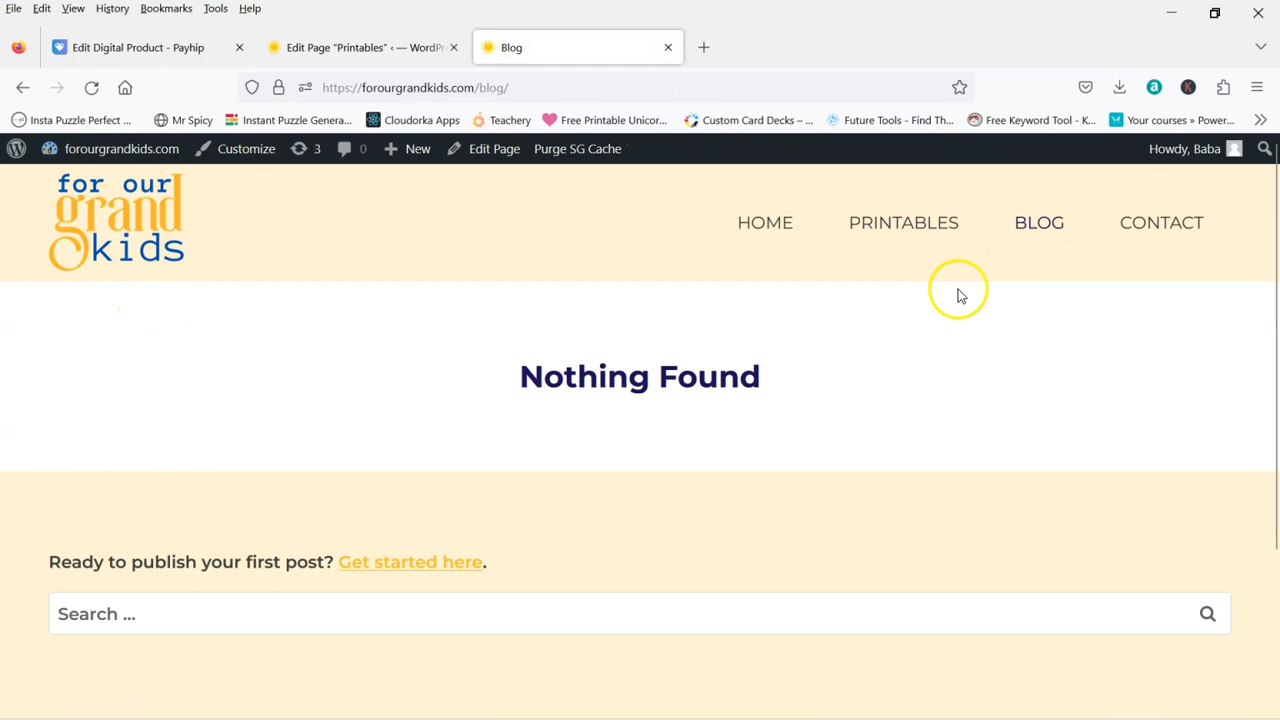 File Edit View History Bookmarks Tools Help
Edit Digital Product - Payhip
Edit Page “Printables” ‹ — WordPr
Blog
https://forourgrandkids.com/blog/
Insta Puzzle Perfect ...
Mr Spicy
Instant Puzzle Genera...
Cloudorka Apps
Teachery
Free Printable Unicor...
Custom Card Decks – ...
Future Tools - Find Th...
Free Keyword Tool - K...
Your courses » Power...
forourgrandkids.com
Customize
3
0
New
Edit Page
Purge SG Cache
Howdy, Baba
for our
grand
kids
HOME
PRINTABLES
BLOG
CONTACT
Nothing Found
Ready to publish your first post? Get started here.
Search ...